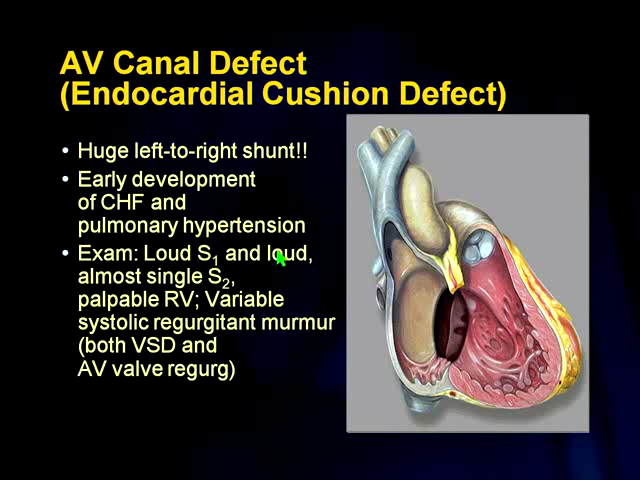 AV Canal Defect
(Endocardial Cushion Defect)
• Huge left-to-right shunt!!
• Early development
of CHF and
pulmonary hypertension
• Exam: Loud S1 and loud,
almost single S2,
palpable RV; Variable
systolic regurgitant murmur
(both VSD and
AV valve regurg)